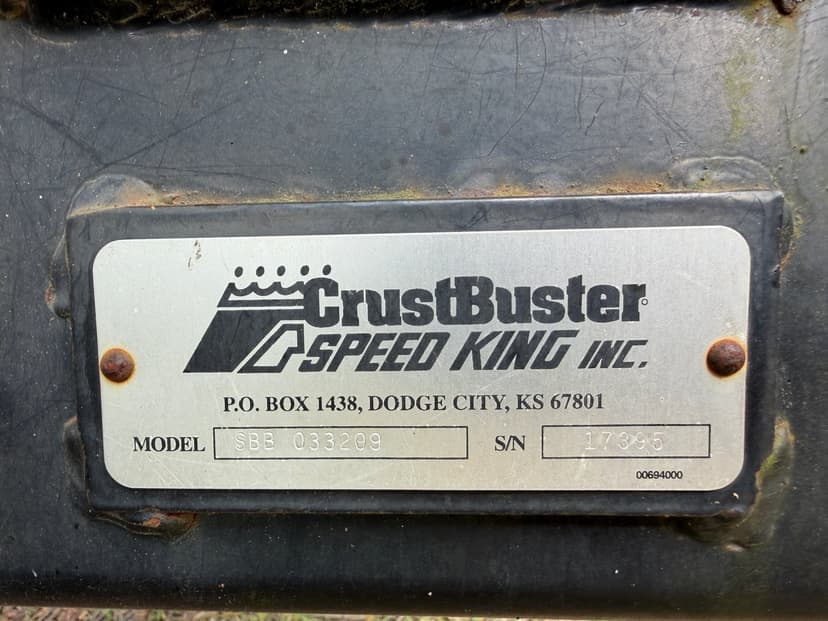 CrustBuster
SPEED KING INC.
P.O. BOX 1438, DODGE CITY, KS 67801
MODEL SBB 033209 S/N 17395
00694000